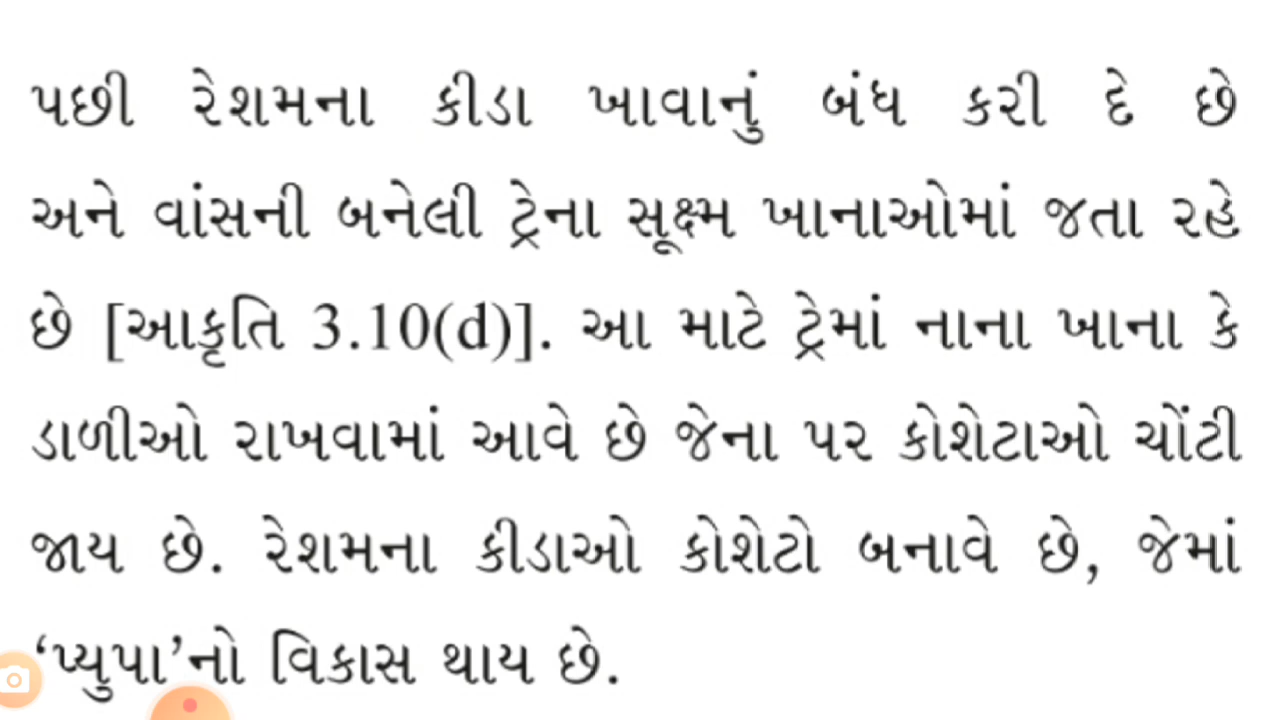 પછી રેશમના કીડા ખાવાનું બંધ કરી દે છે
અને વાંસની બનેલી ટ્રેના સૂક્ષ્મ ખાનાઓમાં જતા રહે
છે [આકૃતિ 3.10(d)]. આ માટે ટ્રેમાં નાના ખાના કે
ડાળીઓ રાખવામાં આવે છે જેના પર કોશેટાઓ ચોંટી
જાય છે. રેશમના કીડાઓ કોશેટો બનાવે છે, જેમાં
‘પ્યુપા’નો વિકાસ થાય છે.